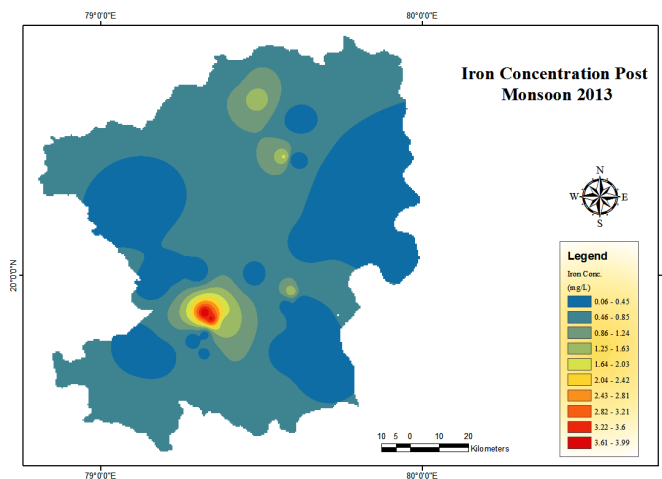 79°0'0"E
80°0'0"E
Iron Concentration Post
Monsoon 2013
N
W E
S
20°0'0"N
Legend
Iron Conc.
(mg/L)
0.06 - 0.45
0.46 - 0.85
0.86 - 1.24
1.25 - 1.63
1.64 - 2.03
2.04 - 2.42
2.43 - 2.81
2.82 - 3.21
3.22 - 3.6
3.61 - 3.99
10 5 0 10 20
Kilometers
79°0'0"E
80°0'0"E